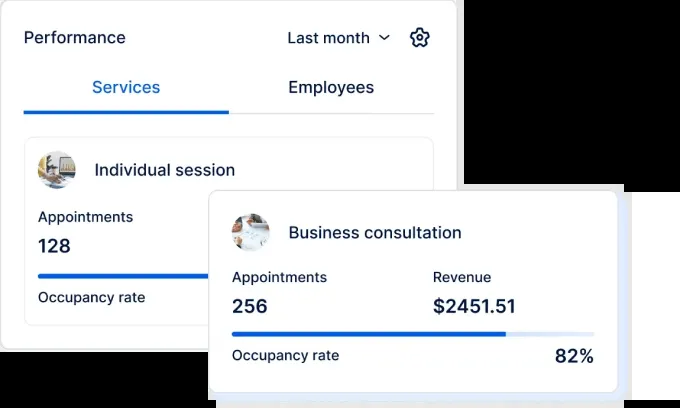 Performance
Last month
Services
Employees
Individual session
Appointments
128
Occupancy rate
Business consultation
Appointments
Revenue
256
$2451.51
Occupancy rate
82%